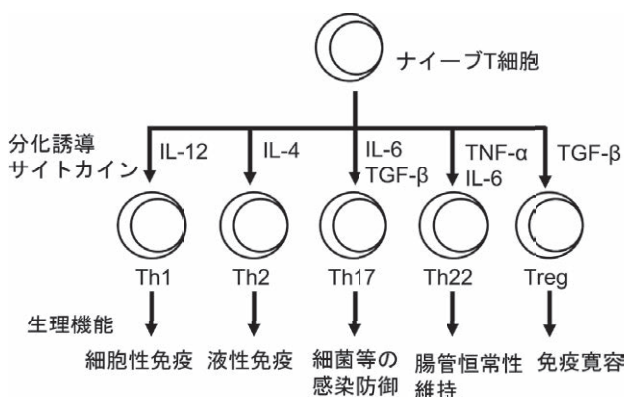 ナイーブT細胞
分化誘導
サイトカイン
IL-12
IL-4
IL-6
TGF-β
TNF-α
IL-6
TGF-β
Th1
Th2
Th17
Th22
Treg
生理機能
細胞性免疫
液性免疫
細菌等の
感染防御
腸管恒常性
維持
免疫寛容